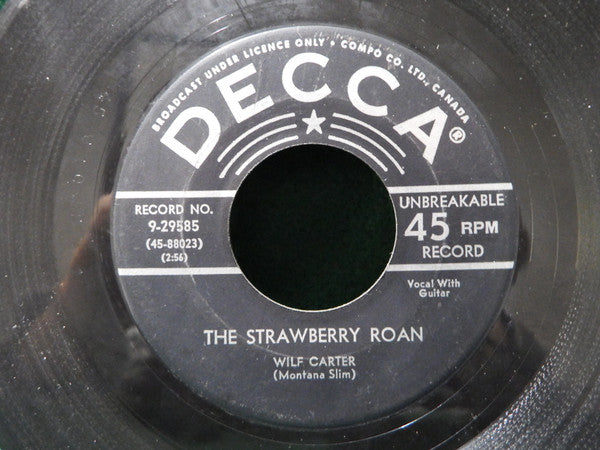 BROADCAST UNDER LICENCE ONLY • COMPO CO. LTD., CANADA
DECCA®
RECORD NO.
9-29585
(45-88023)
(2:56)
UNBREAKABLE
45 RPM
RECORD
Vocal With
Guitar
THE STRAWBERRY ROAN
WILF CARTER
(Montana Slim)